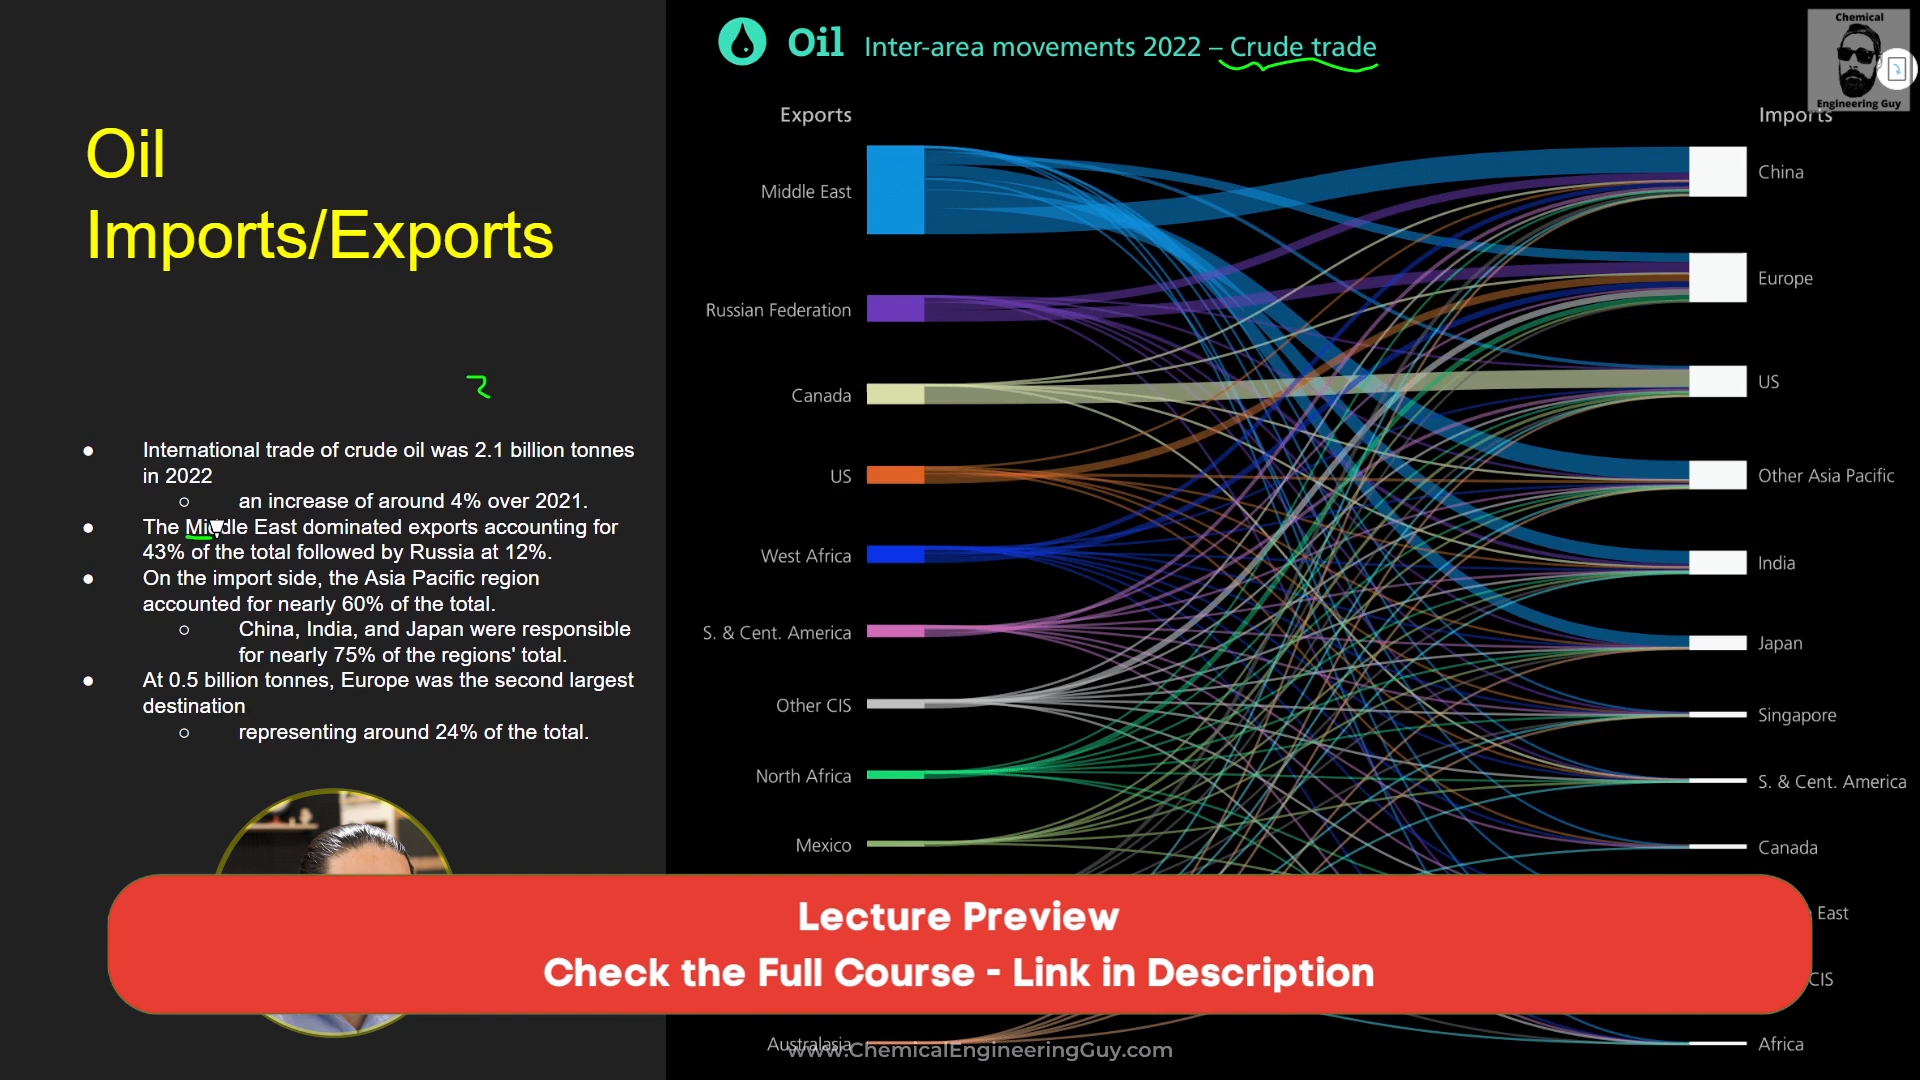 Oil
Imports/Exports
● International trade of crude oil was 2.1 billion tonnes
in 2022
○ an increase of around 4% over 2021.
● The Middle East dominated exports accounting for
43% of the total followed by Russia at 12%.
● On the import side, the Asia Pacific region
accounted for nearly 60% of the total.
○ China, India, and Japan were responsible
for nearly 75% of the regions' total.
● At 0.5 billion tonnes, Europe was the second largest
destination
○ representing around 24% of the total.
Oil Inter-area movements 2022 – Crude trade
Chemical
Engineering Guy
Exports
Middle East
Russian Federation
Canada
US
West Africa
S. & Cent. America
Other CIS
North Africa
Mexico
Australasia
Imports
China
Europe
US
Other Asia Pacific
India
Japan
Singapore
S. & Cent. America
Canada
East
CIS
Africa
Lecture Preview
Check the Full Course - Link in Description
www.ChemicalEngineeringGuy.com